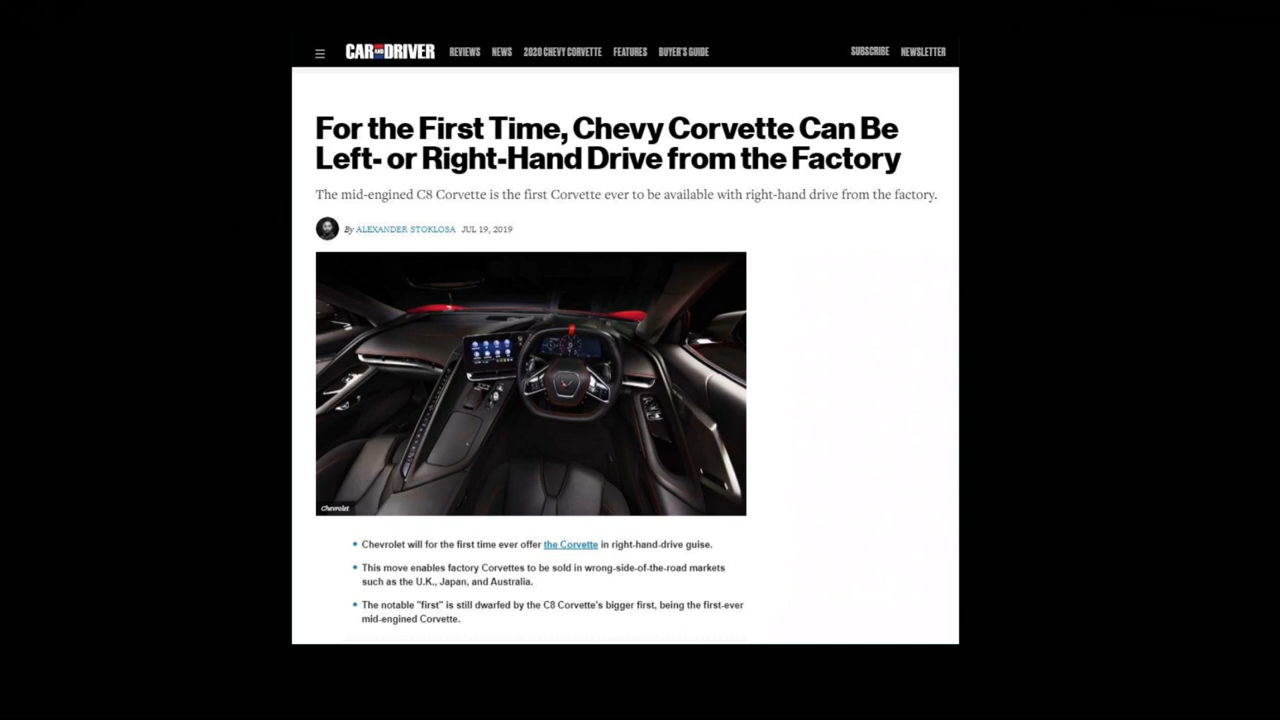 CAR AND DRIVER REVIEWS NEWS 2020 CHEVY CORVETTE FEATURES BUYER'S GUIDE SUBSCRIBE NEWSLETTER
For the First Time, Chevy Corvette Can Be
Left- or Right-Hand Drive from the Factory
The mid-engined C8 Corvette is the first Corvette ever to be available with right-hand drive from the factory.
By ALEXANDER STOKLOSA JUL 19, 2019
Chevrolet
• Chevrolet will for the first time ever offer the Corvette in right-hand-drive guise.
• This move enables factory Corvettes to be sold in wrong-side-of-the-road markets
such as the U.K., Japan, and Australia.
• The notable "first" is still dwarfed by the C8 Corvette's bigger first, being the first-ever
mid-engined Corvette.